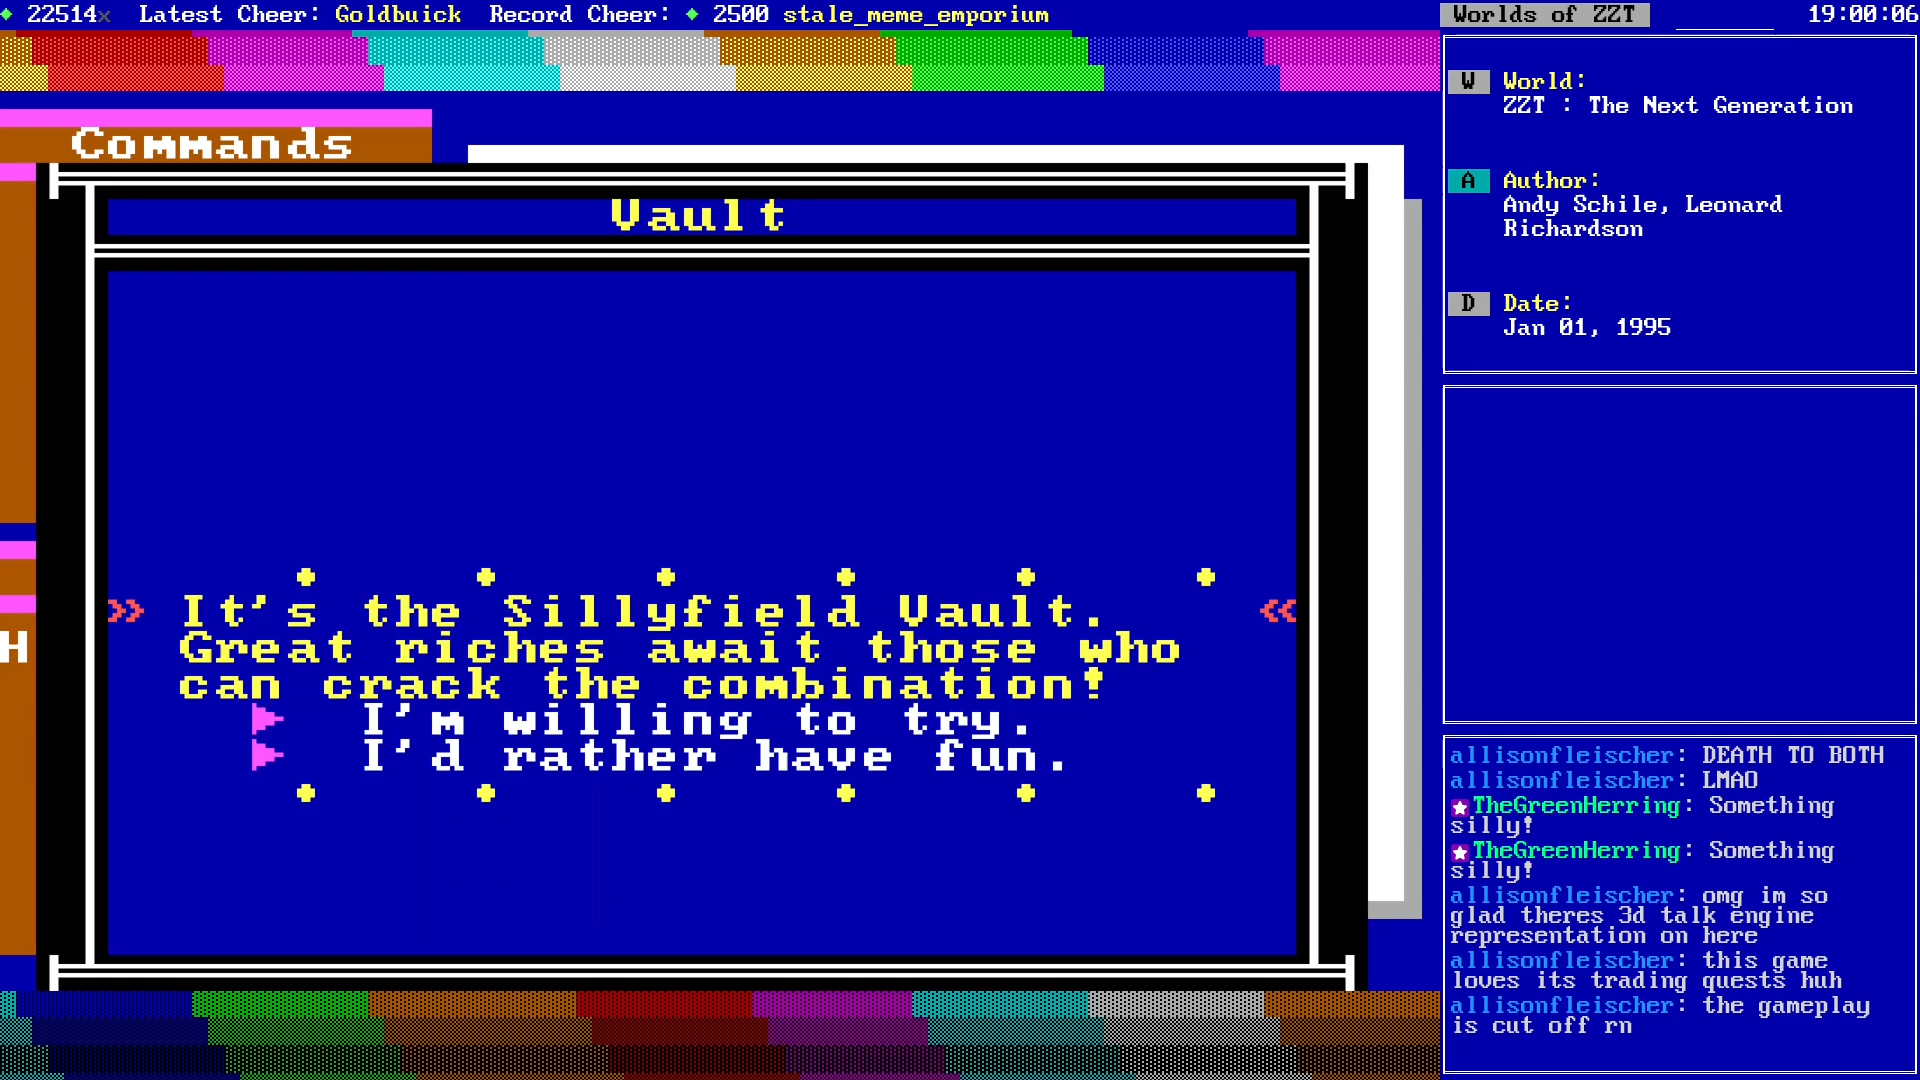 ♦ 22514x Latest Cheer: Goldbuick Record Cheer: ♦ 2500 stale_meme_emporium
Worlds of ZZT 19:00:06
Commands
Vault
» It's the Sillyfield Vault. «
Great riches await those who
can crack the combination!
► I'm willing to try.
► I'd rather have fun.
H
W World:
ZZT : The Next Generation
A Author:
Andy Schile, Leonard
Richardson
D Date:
Jan 01, 1995
allisonfleischer: DEATH TO BOTH
allisonfleischer: LMAO
TheGreenHerring: Something
silly!
TheGreenHerring: Something
silly!
allisonfleischer: omg im so
glad theres 3d talk engine
representation on here
allisonfleischer: this game
loves its trading quests huh
allisonfleischer: the gameplay
is cut off rn